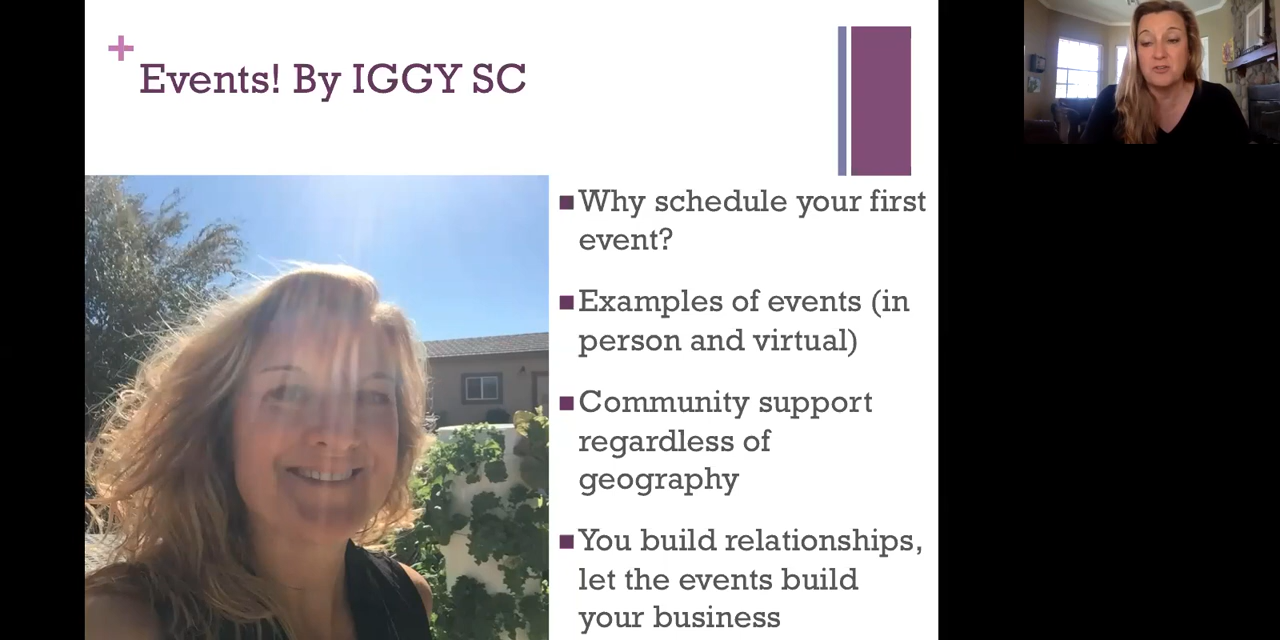 +
Events! By IGGY SC
Why schedule your first
event?
Examples of events (in
person and virtual)
Community support
regardless of
geography
You build relationships,
let the events build
your business